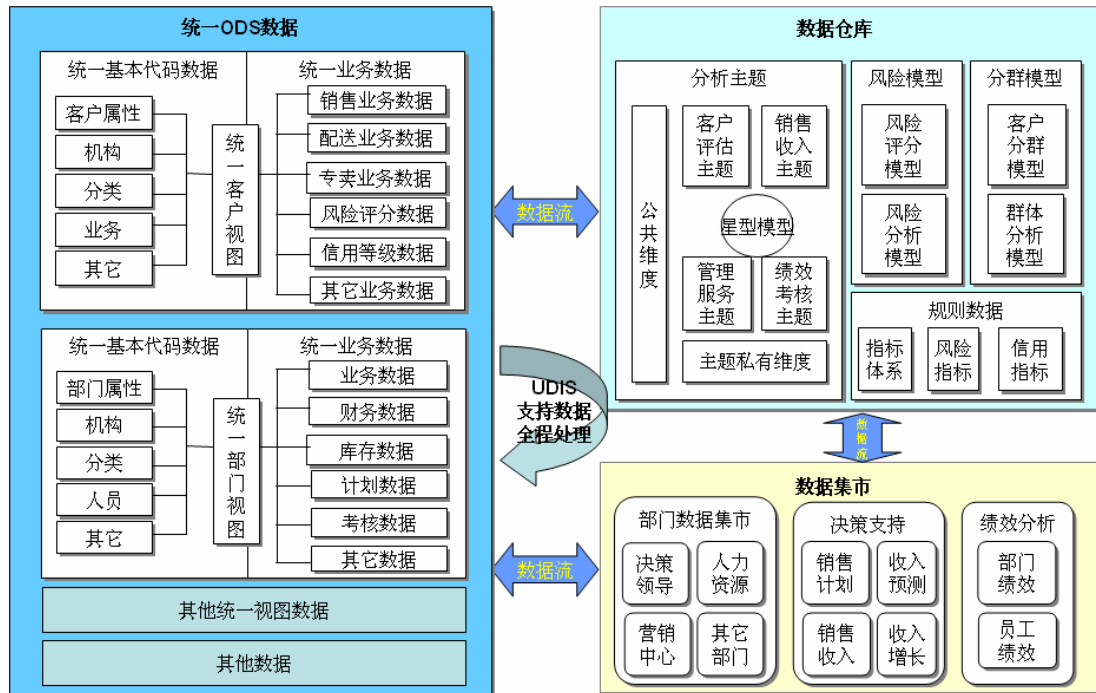 统一ODS数据
统一基本代码数据
统一业务数据
客户属性
机构
分类
业务
其它
统一客户视图
销售业务数据
配送业务数据
专卖业务数据
风险评分数据
信用等级数据
其它业务数据
统一基本代码数据
统一业务数据
部门属性
机构
分类
人员
其它
统一部门视图
业务数据
财务数据
库存数据
计划数据
考核数据
其它数据
其他统一视图数据
其他数据
数据流
UDIS
支持数据
全程处理
数据流
数据仓库
分析主题
公共维度
客户
评估
主题
销售
收入
主题
星型模型
管理
服务
主题
绩效
考核
主题
主题私有维度
风险模型
风险
评分
模型
风险
分析
模型
分群模型
客户
分群
模型
群体
分析
模型
规则数据
指标
体系
风险
指标
信用
指标
数据流
数据集市
部门数据集市
决策
领导
人力
资源
营销
中心
其它
部门
决策支持
销售
计划
收入
预测
销售
收入
收入
增长
绩效分析
部门
绩效
员工
绩效